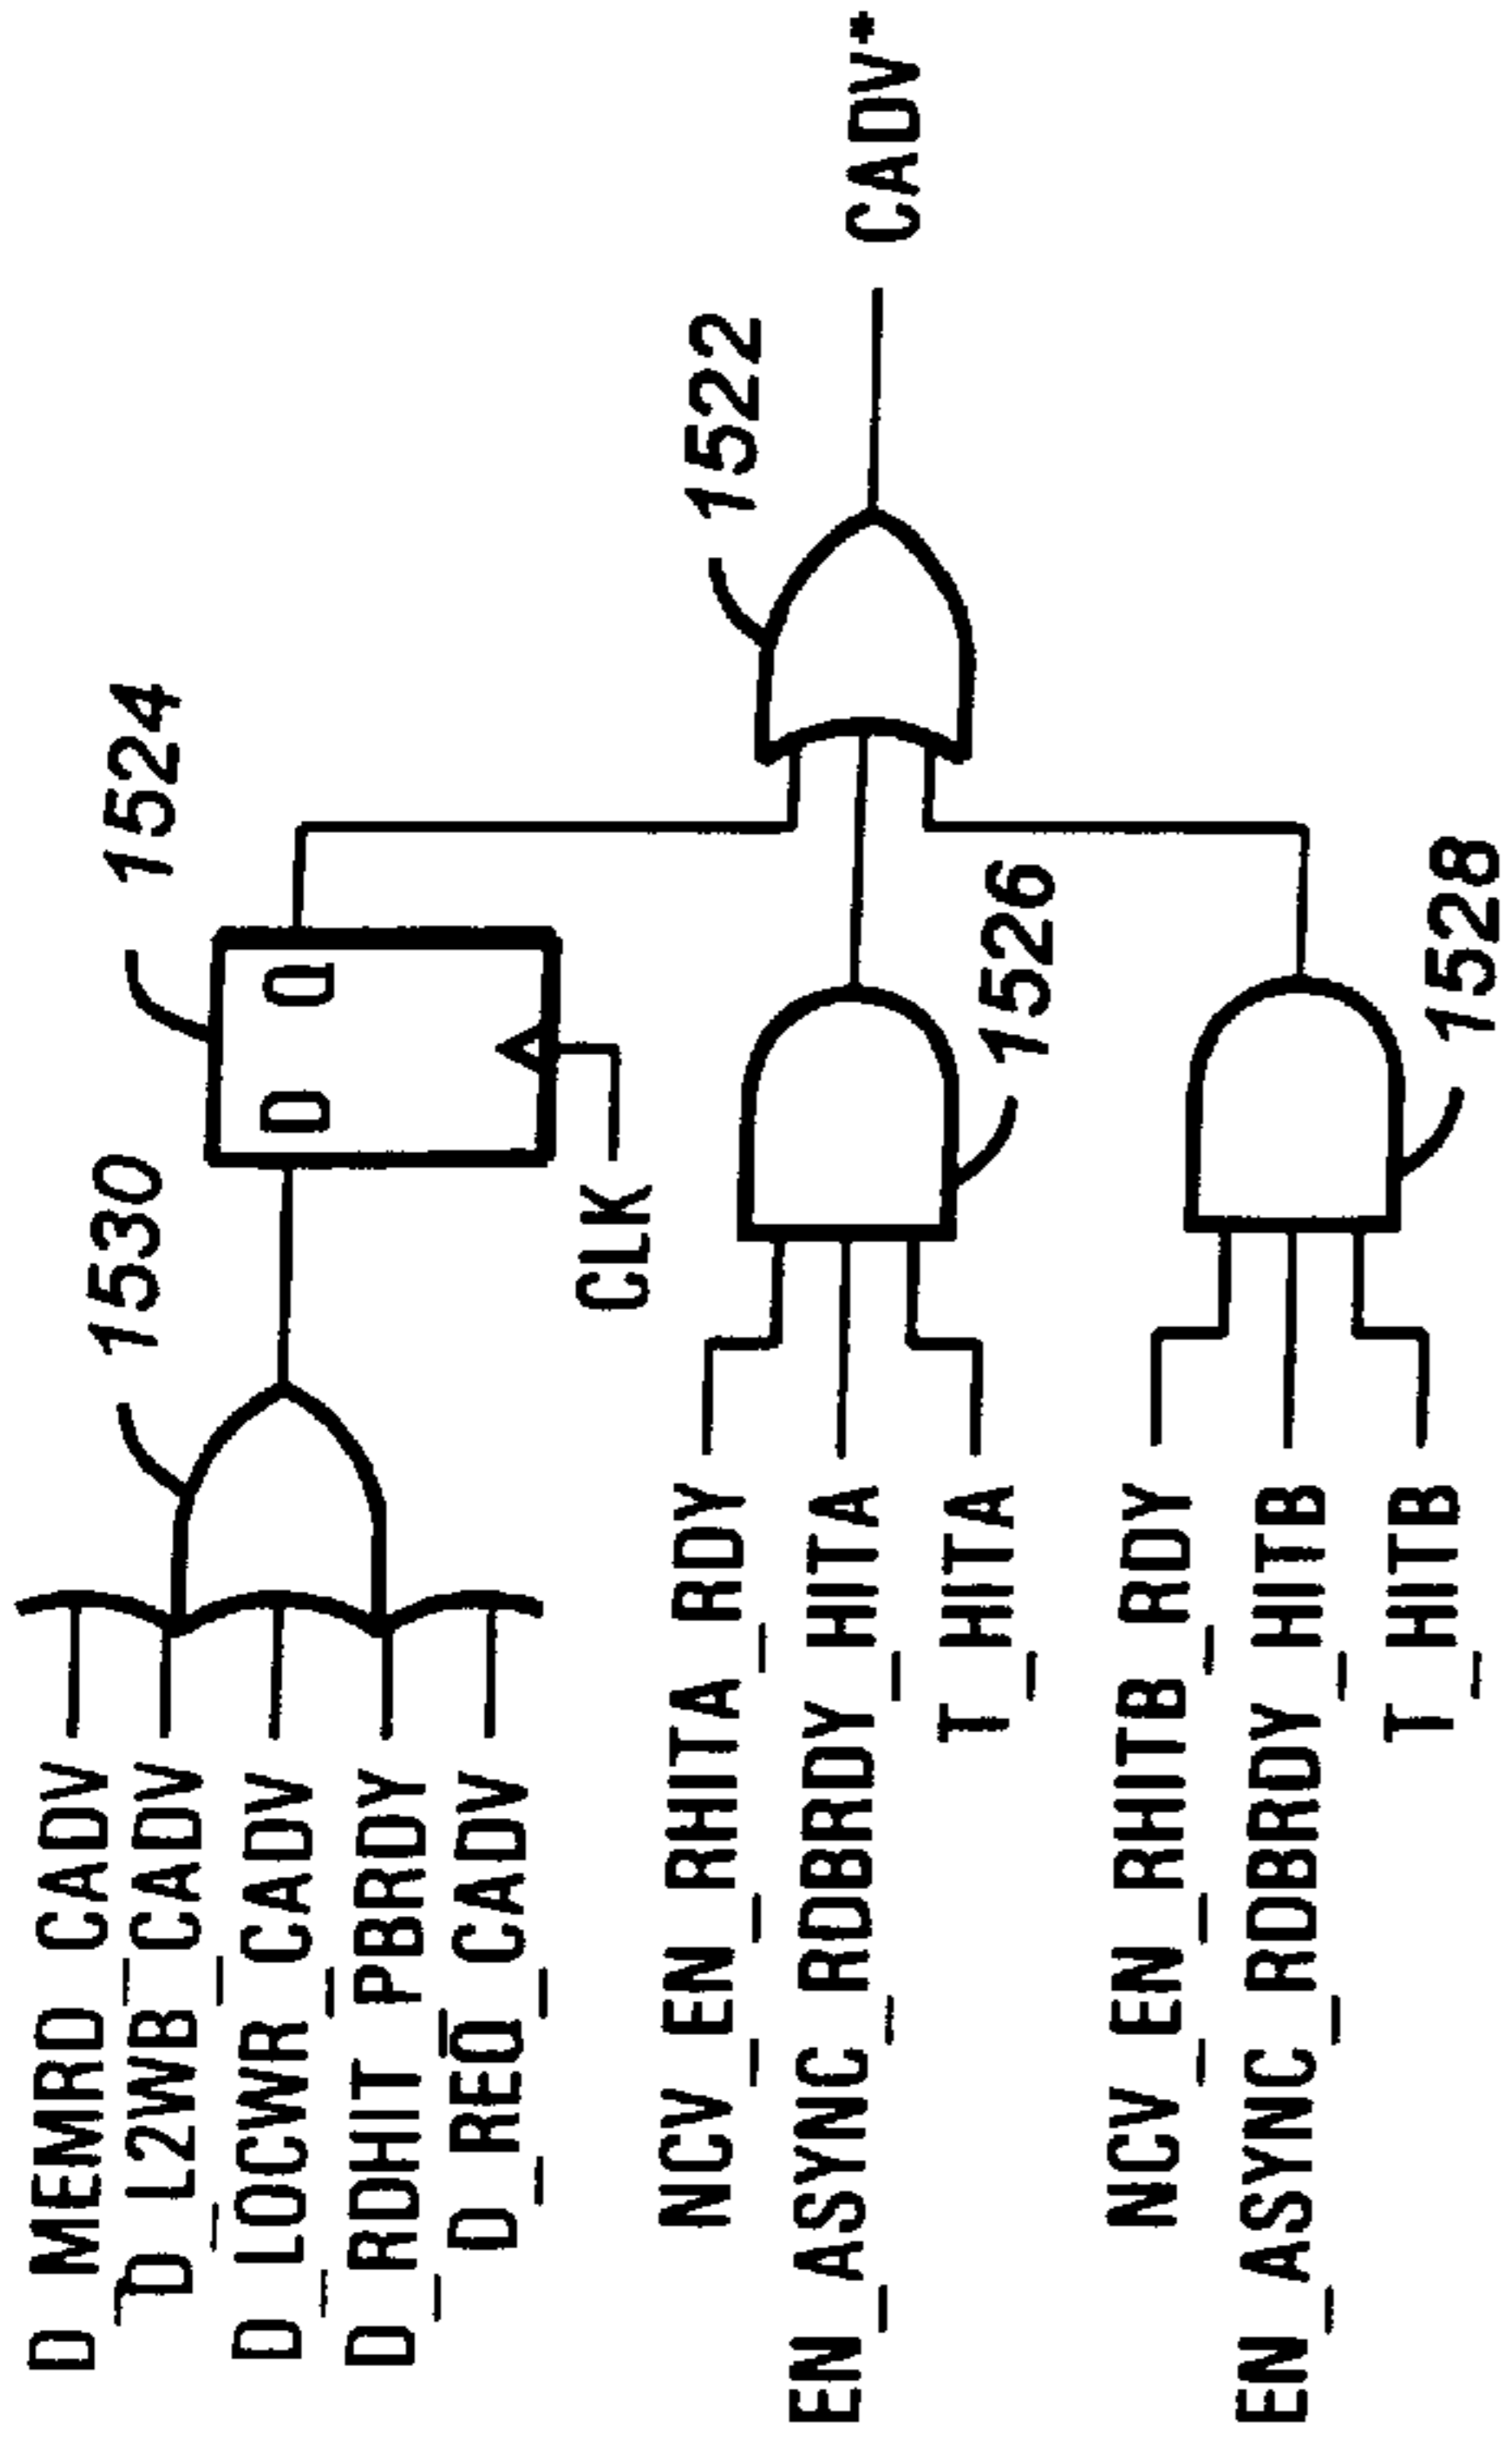 D_MEMRD_CADV
D_L2WB_CADV
D_LOCWR_CADV
D_RDHIT_PBRDY
D_REQ_CADV
1530
D
Q
1524
CLK
NCV_EN_RHITA_RDY
EN_ASYNC_RDBRDY_HITA
T_HITA
1526
1522
CADV*
NCV_EN_RHITB_RDY
EN_ASYNC_RDBRDY_HITB
T_HITB
1528